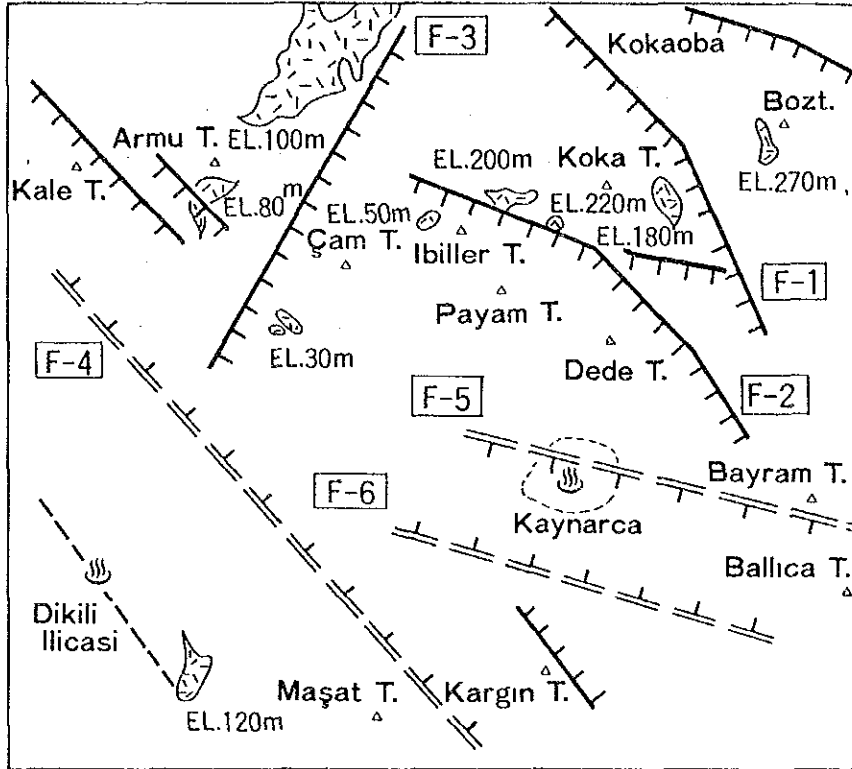 F-3
Kokaoba
Bozt.
Armu T.
EL.100m
EL.200m
Koka T.
Kale T.
EL.270m
EL.80m
EL.50m
EL.220m
Çam T.
Ibiller T.
EL.180m
F-1
Payam T.
EL.30m
F-4
Dede T.
F-5
F-2
Bayram T.
F-6
Kaynarca
Ballıca T.
Dikili
Ilicasi
Maşat T.
Kargın T.
EL.120m